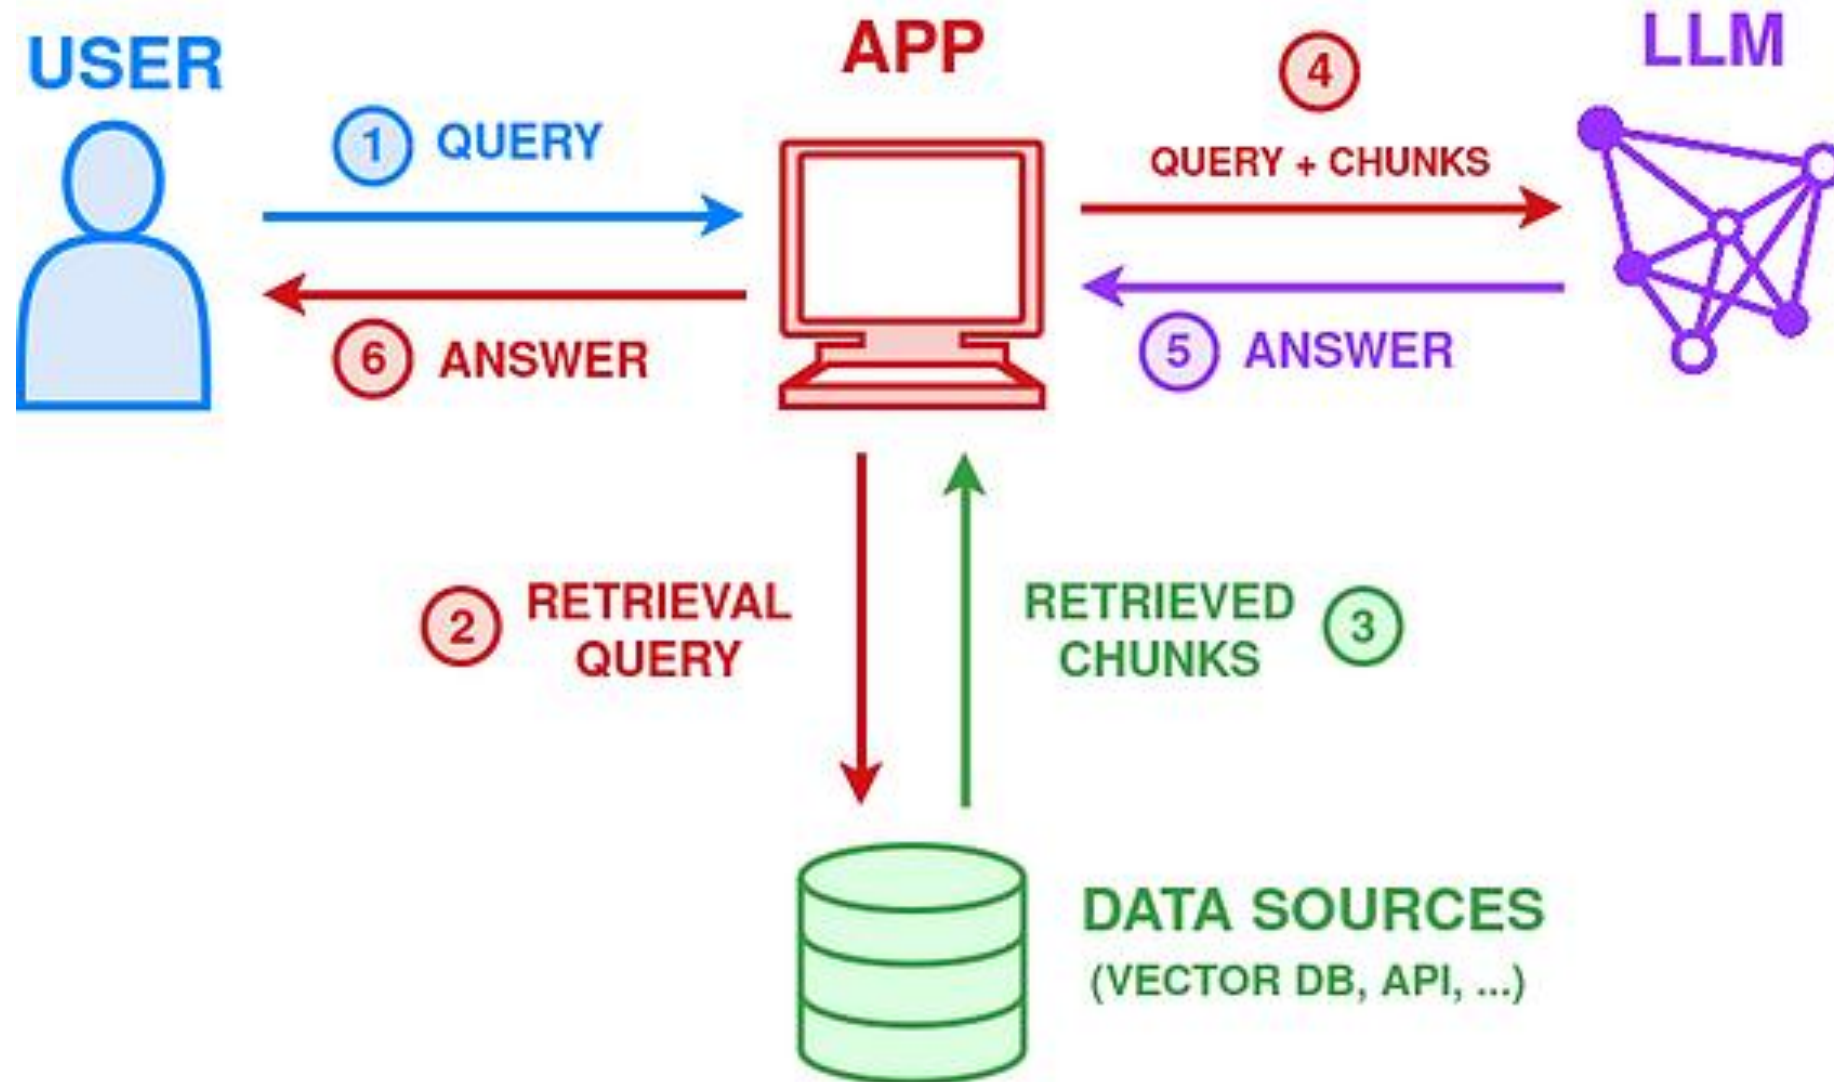 USER
APP
LLM
1 QUERY
4
QUERY + CHUNKS
6 ANSWER
5 ANSWER
2 RETRIEVAL
QUERY
RETRIEVED 3
CHUNKS
DATA SOURCES
(VECTOR DB, API, ...)